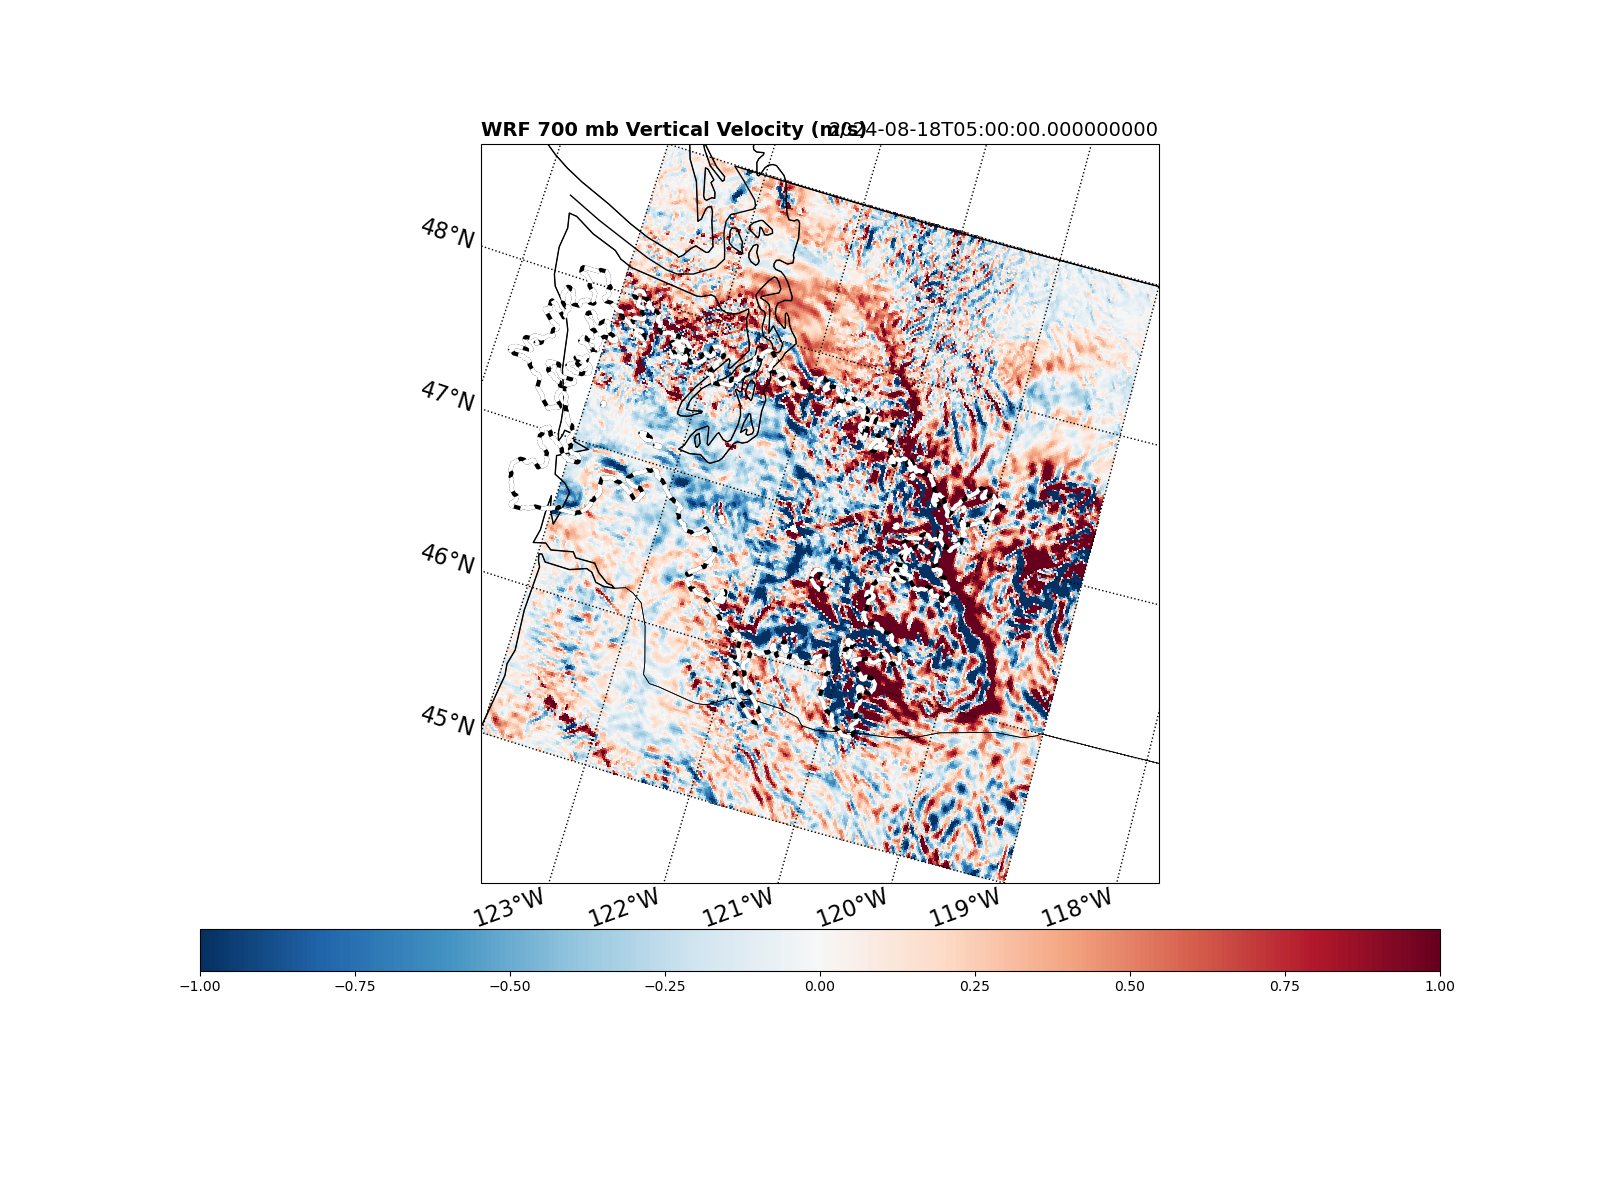 WRF 700 mb Vertical Velocity (m/s) 2024-08-18T05:00:00.000000000
48°N
47°N
46°N
45°N
123°W 122°W 121°W 120°W 119°W 118°W
−1.00 −0.75 −0.50 −0.25 0.00 0.25 0.50 0.75 1.00